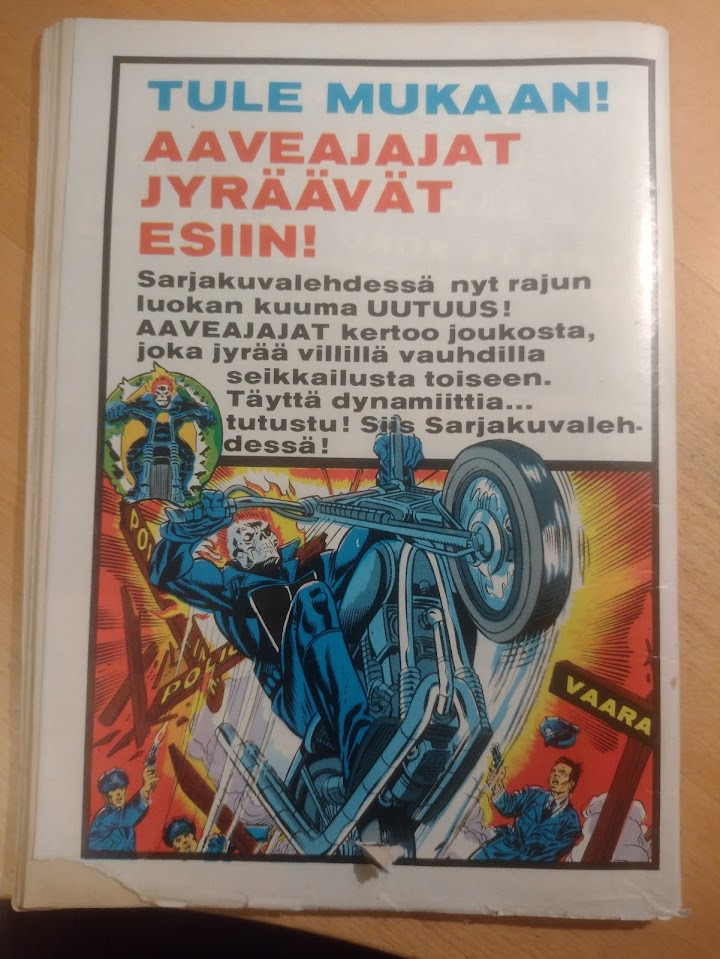 TULE MUKAAN!
AAVEAJAJAT
JYRÄÄVÄT
ESIIN!
Sarjakuvalehdessä nyt rajun
luokan kuuma UUTUUS!
AAVEAJAJAT kertoo joukosta,
joka jyrää villillä vauhdilla
seikkailusta toiseen.
Täyttä dynamiittia...
tutustu! Siis Sarjakuvaleh-
dessä!
VAARA